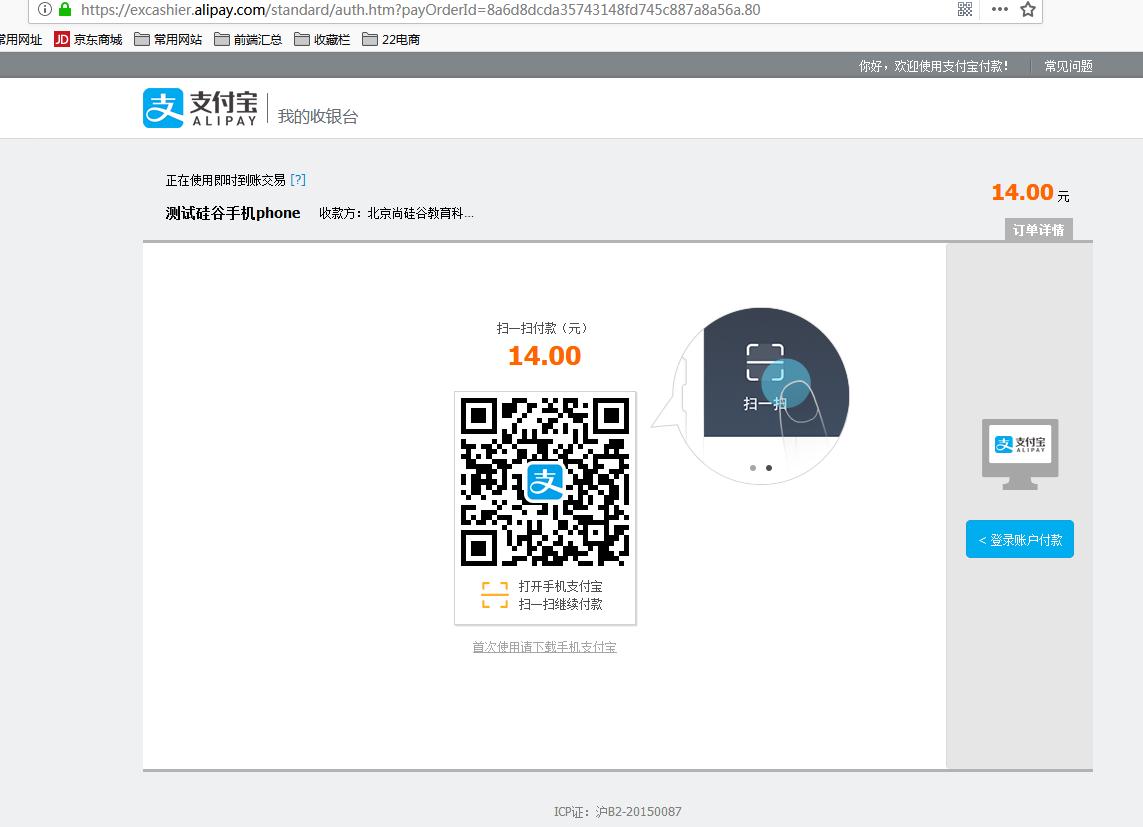 https://excashier.alipay.com/standard/auth.htm?payOrderId=8a6d8dcda35743148fd745c887a8a56a.80
常用网址 JD 京东商城 常用网站 前端汇总 收藏栏 22电商
你好，欢迎使用支付宝付款！ 常见问题
支付宝 ALIPAY 我的收银台
正在使用即时到账交易 [?]
14.00 元
测试硅谷手机phone 收款方：北京尚硅谷教育科...
订单详情
扫一扫付款（元）
14.00
扫一扫
支
支付宝
ALIPAY
< 登录账户付款
打开手机支付宝
扫一扫继续付款
首次使用请下载手机支付宝
ICP证：沪B2-20150087